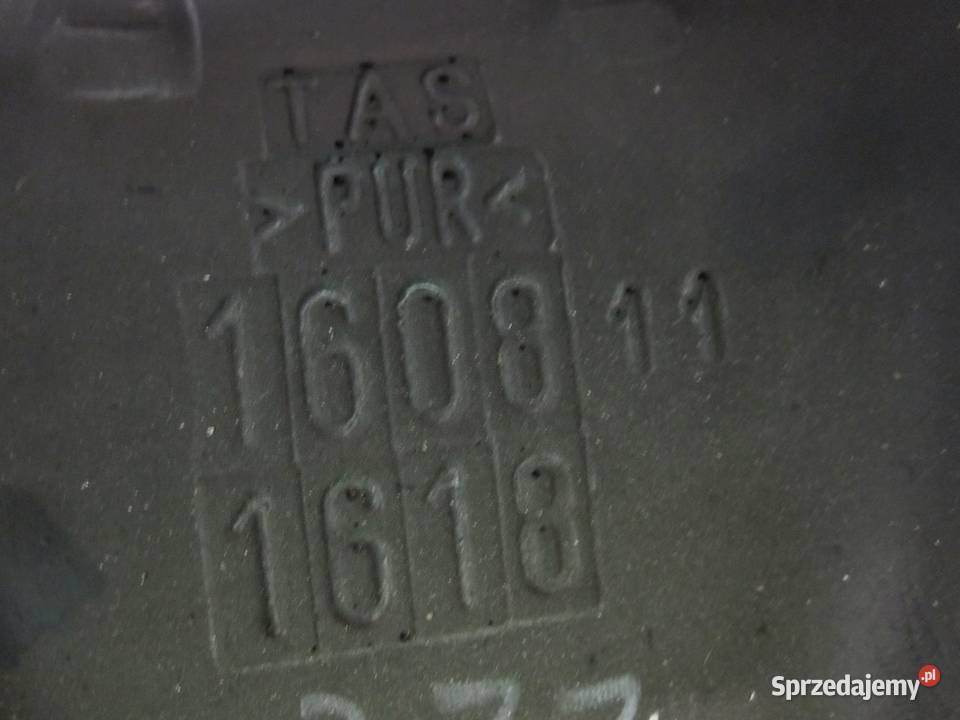 TAS
>PUR<
1608 11
1618
Sprzedajemy.pl